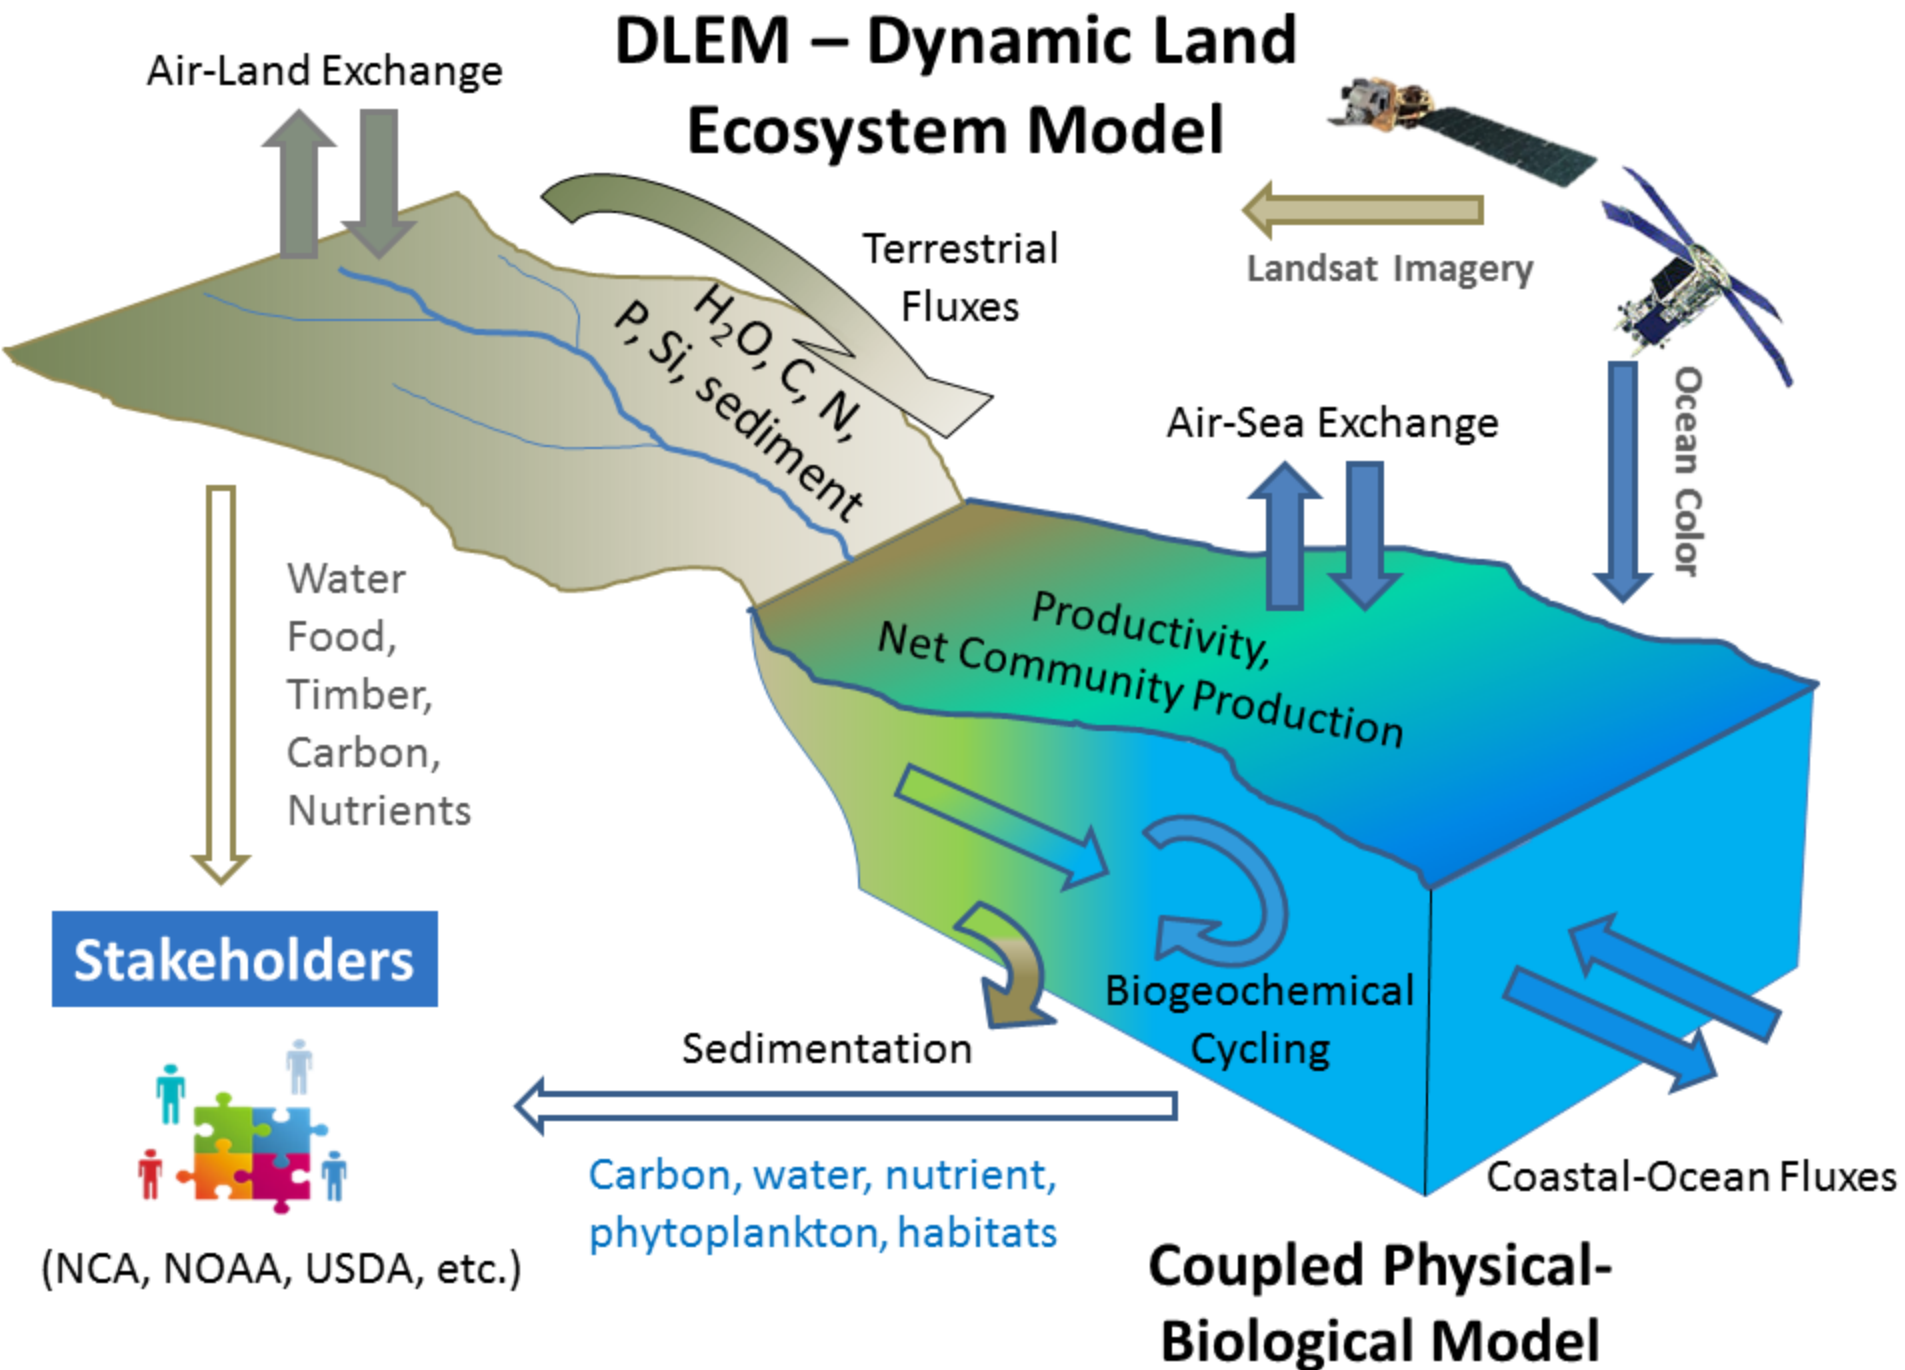 DLEM – Dynamic Land
Ecosystem Model
Air-Land Exchange
Terrestrial
Fluxes
Landsat Imagery
H₂O, C, N,
P, Si, sediment
Air-Sea Exchange
Ocean Color
Water
Food,
Timber,
Carbon,
Nutrients
Productivity,
Net Community Production
Stakeholders
Biogeochemical
Cycling
Sedimentation
Carbon, water, nutrient,
phytoplankton, habitats
Coastal-Ocean Fluxes
(NCA, NOAA, USDA, etc.)
Coupled Physical-
Biological Model